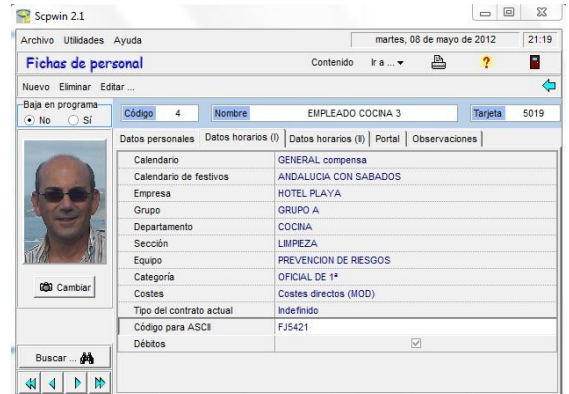 Scpwin 2.1
Archivo Utilidades Ayuda
martes, 08 de mayo de 2012 21:19
Fichas de personal
Contenido Ir a ... ?
Nuevo Eliminar Editar ...
Baja en programa
No Sí
Código 4 Nombre EMPLEADO COCINA 3 Tarjeta 5019
Datos personales Datos horarios (I) Datos horarios (II) Portal Observaciones
Calendario GENERAL compensa
Calendario de festivos ANDALUCIA CON SABADOS
Empresa HOTEL PLAYA
Grupo GRUPO A
Departamento COCINA
Sección LIMPIEZA
Equipo PREVENCION DE RIESGOS
Categoría OFICIAL DE 1ª
Costes Costes directos (MOD)
Tipo del contrato actual Indefinido
Código para ASCII FJ5421
Débitos
Cambiar
Buscar ...